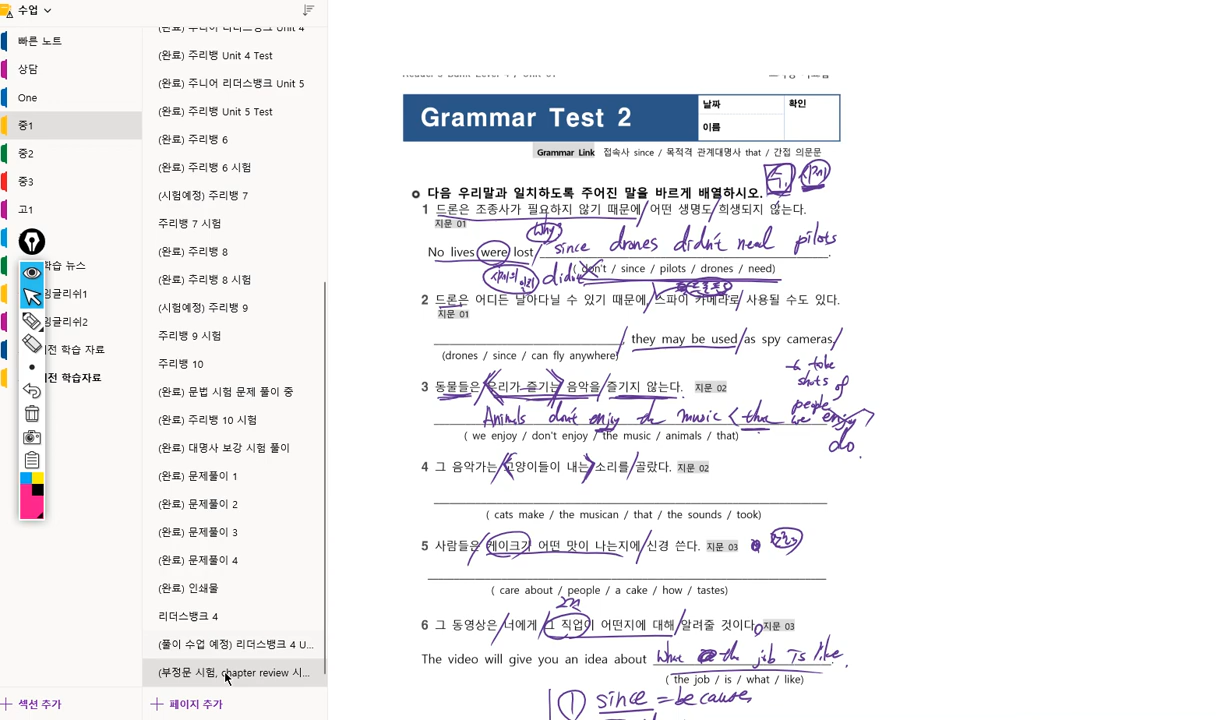 수업
빠른 노트
상담
One
중1
중2
중3
고1
학습 뉴스
잉글리쉬1
잉글리쉬2
이전 학습 자료
이전 학습자료
섹션 추가
(완료) 주니어 리더스뱅크 Unit 4
(완료) 주리뱅 Unit 4 Test
(완료) 주니어 리더스뱅크 Unit 5
(완료) 주리뱅 Unit 5 Test
(완료) 주리뱅 6
(완료) 주리뱅 6 시험
(시험예정) 주리뱅 7
주리뱅 7 시험
(완료) 주리뱅 8
(완료) 주리뱅 8 시험
(시험예정) 주리뱅 9
주리뱅 9 시험
주리뱅 10
(완료) 문법 시험 문제 풀이 중
(완료) 주리뱅 10 시험
(완료) 대명사 보강 시험 풀이
(완료) 문제풀이 1
(완료) 문제풀이 2
(완료) 문제풀이 3
(완료) 문제풀이 4
(완료) 인쇄물
리더스뱅크 4
(풀이 수업 예정) 리더스뱅크 4 U...
(부정문 시험, chapter review 시...
페이지 추가
Grammar Test 2
날짜
확인
이름
Grammar Link 접속사 since / 목적격 관계대명사 that / 간접 의문문
다음 우리말과 일치하도록 주어진 말을 바르게 배열하시오.
1 드론은 조종사가 필요하지 않기 때문에 어떤 생명도 희생되지 않는다.
지문 01
why
No lives were lost since drones didn't need pilots.
didn't
( don't / since / pilots / drones / need)
2 드론은 어디든 날아다닐 수 있기 때문에, 스파이 카메라로 사용될 수도 있다.
지문 01
, they may be used as spy cameras
(drones / since / can fly anywhere)
to take shots of people
3 동물들은 우리가 즐기는 음악을 즐기지 않는다. 지문 02
Animals don't enjoy the music that we enjoy
do.
( we enjoy / don't enjoy / the music / animals / that)
4 그 음악가는 고양이들이 내는 소리를 골랐다. 지문 02
( cats make / the musican / that / the sounds / took)
5 사람들은 케이크가 어떤 맛이 나는지에 신경 쓴다. 지문 03
( care about / people / a cake / how / tastes)
6 그 동영상은 너에게 그 직업이 어떤지에 대해 알려줄 것이다. 지문 03
The video will give you an idea about what the job is like.
( the job / is / what / like)
① since = because